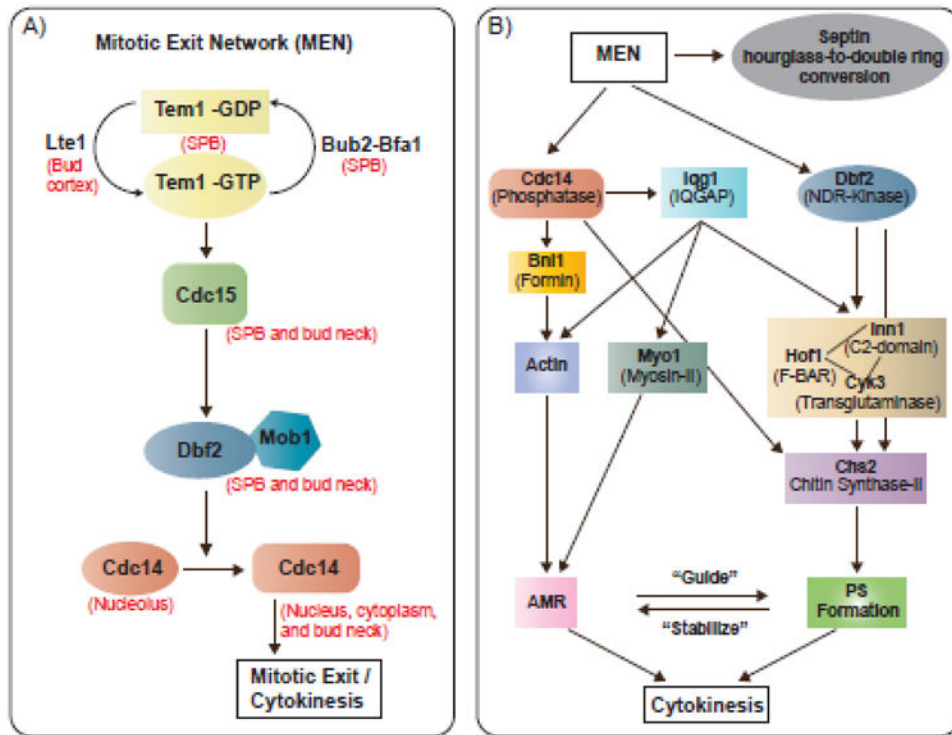 A)
Mitotic Exit Network (MEN)
Tem1 -GDP
(SPB)
Lte1
(Bud
cortex)
Bub2-Bfa1
(SPB)
Tem1 -GTP
Cdc15
(SPB and bud neck)
Dbf2
Mob1
(SPB and bud neck)
Cdc14
(Nucleolus)
Cdc14
(Nucleus, cytoplasm,
and bud neck)
Mitotic Exit /
Cytokinesis
B)
MEN
Septin
hourglass-to-double ring
conversion
Cdc14
(Phosphatase)
Iqg1
(IQGAP)
Dbf2
(NDR-Kinase)
Bni1
(Formin)
Actin
Myo1
(Myosin-II)
Inn1
(C2-domain)
Hof1
(F-BAR)
Cyk3
(Transglutaminase)
Chs2
Chitin Synthase-II
AMR
“Guide”
“Stabilize”
PS
Formation
Cytokinesis